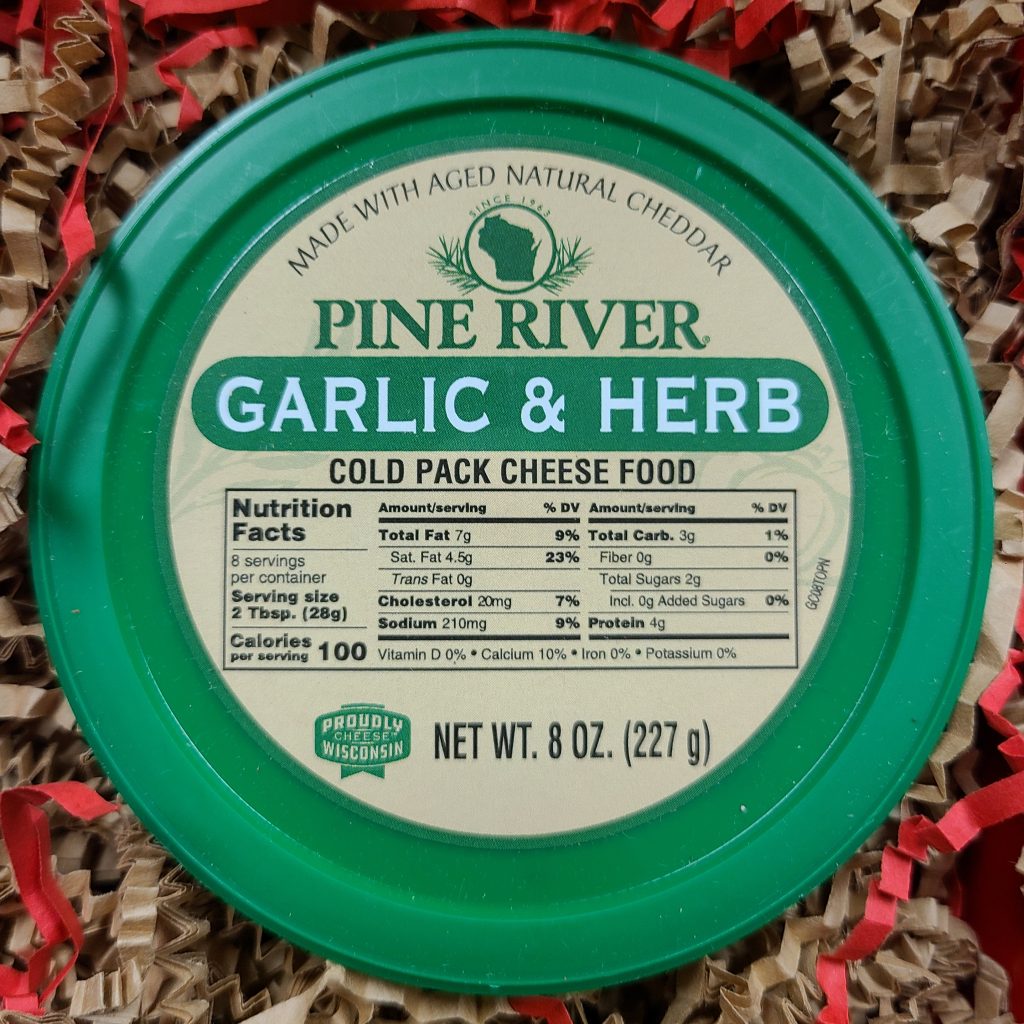 MADE WITH AGED NATURAL CHEDDAR
SINCE 1963
PINE RIVER®
GARLIC & HERB
COLD PACK CHEESE FOOD
Nutrition
Facts
8 servings
per container
Serving size
2 Tbsp. (28g)
Calories
per serving 100
Amount/serving % DV
Total Fat 7g 9%
Sat. Fat 4.5g 23%
Trans Fat 0g
Cholesterol 20mg 7%
Sodium 210mg 9%
Amount/serving % DV
Total Carb. 3g 1%
Fiber 0g 0%
Total Sugars 2g
Incl. 0g Added Sugars 0%
Protein 4g
Vitamin D 0% • Calcium 10% • Iron 0% • Potassium 0%
GC08TOPN
PROUDLY
WISCONSIN
CHEESE™
NET WT. 8 OZ. (227 g)